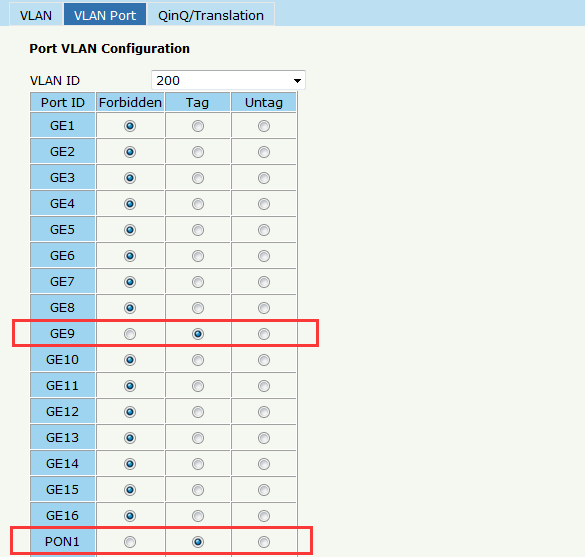 VLAN VLAN Port QinQ/Translation
Port VLAN Configuration
VLAN ID 200
Port ID Forbidden Tag Untag
GE1
GE2
GE3
GE4
GE5
GE6
GE7
GE8
GE9
GE10
GE11
GE12
GE13
GE14
GE15
GE16
PON1